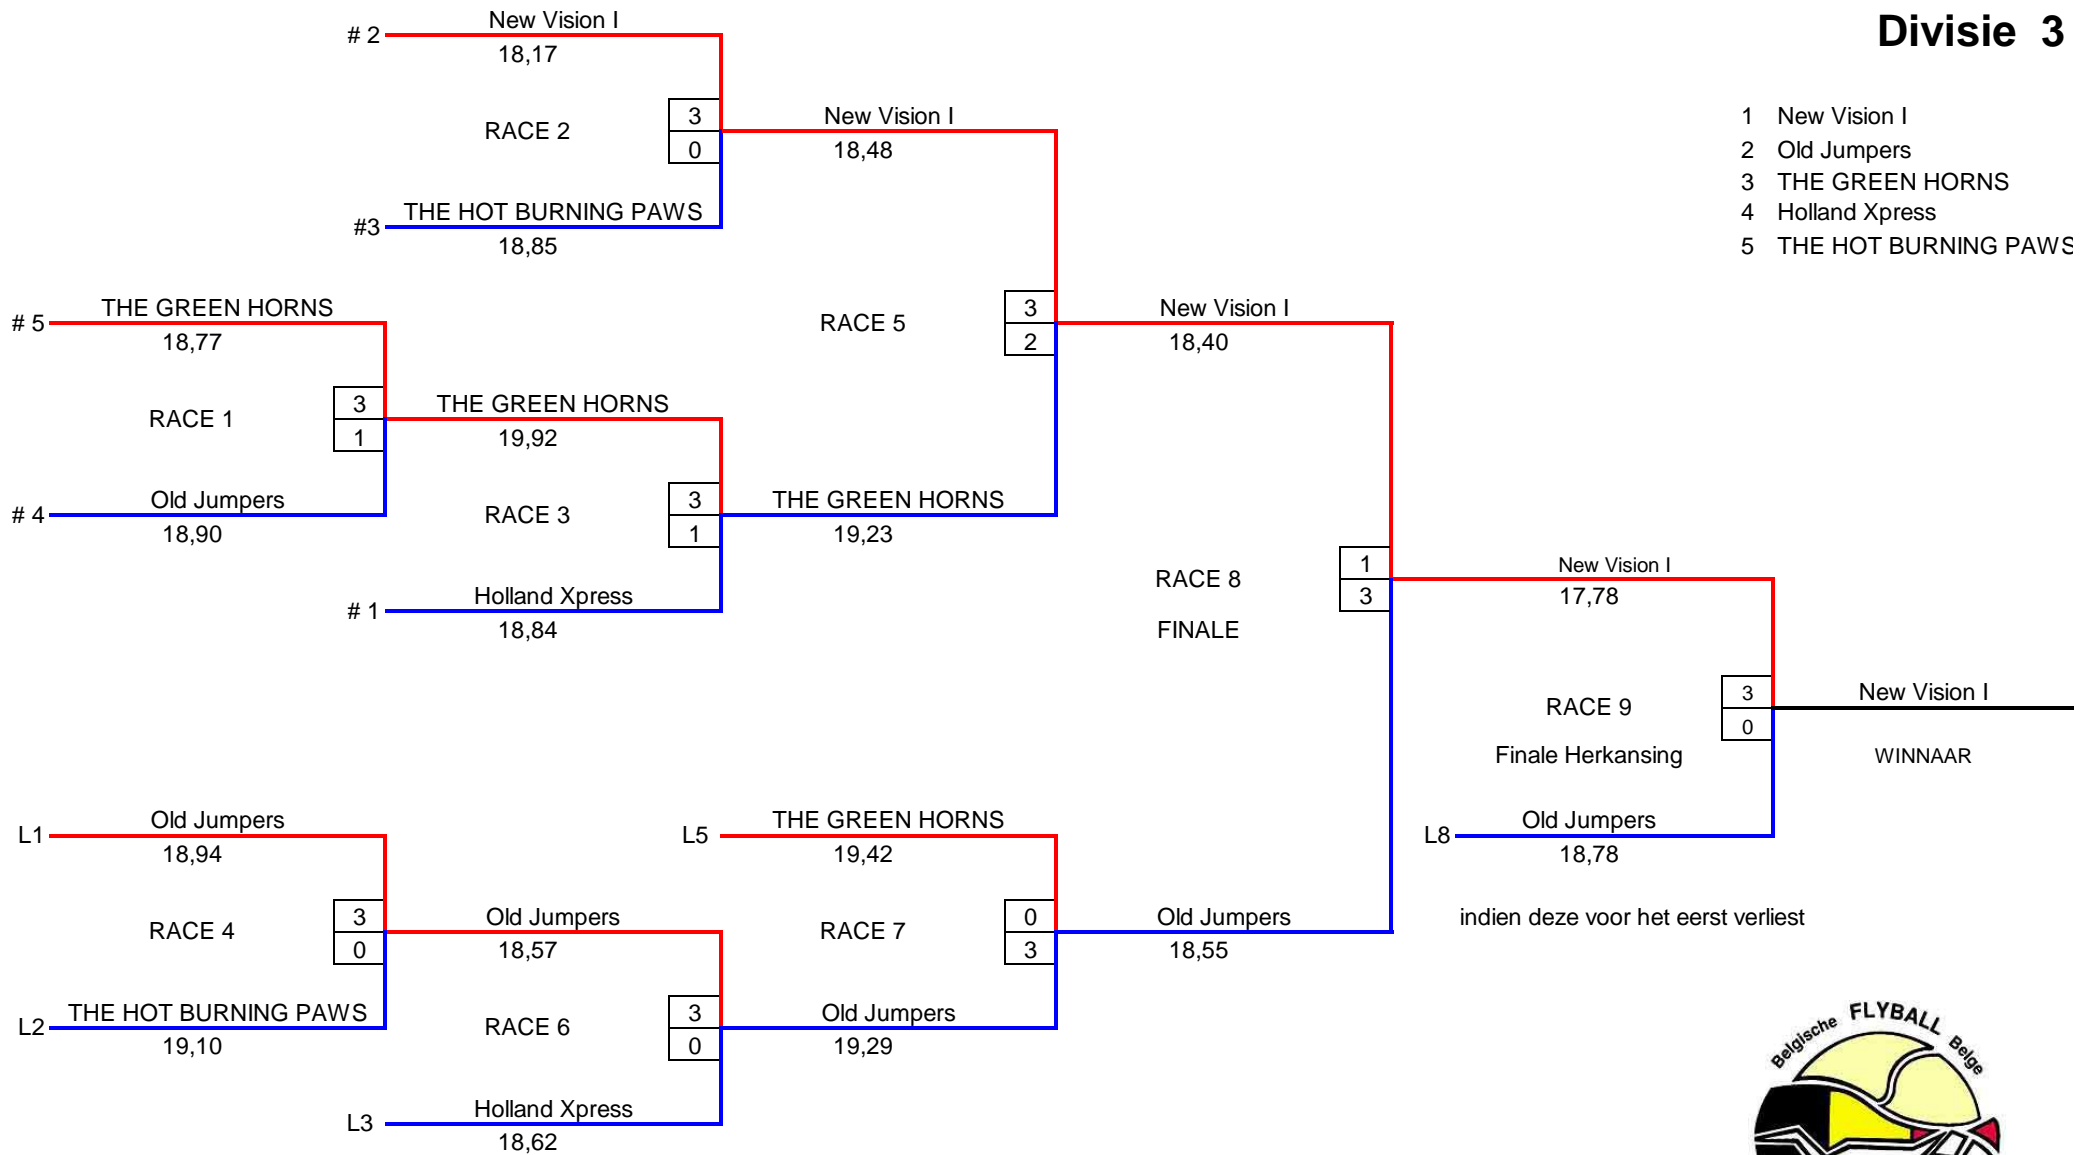 Divisie 3
1 New Vision I
2 Old Jumpers
3 THE GREEN HORNS
4 Holland Xpress
5 THE HOT BURNING PAWS
# 2 New Vision I
18,17
RACE 2
3
0
#3 THE HOT BURNING PAWS
18,85
New Vision I
18,48
# 5 THE GREEN HORNS
18,77
RACE 1
3
1
# 4 Old Jumpers
18,90
THE GREEN HORNS
19,92
RACE 3
3
1
# 1 Holland Xpress
18,84
RACE 5
3
2
THE GREEN HORNS
19,23
New Vision I
18,40
RACE 8
FINALE
1
3
New Vision I
17,78
RACE 9
Finale Herkansing
3
0
New Vision I
WINNAAR
L8 Old Jumpers
18,78
indien deze voor het eerst verliest
L1 Old Jumpers
18,94
RACE 4
3
0
L2 THE HOT BURNING PAWS
19,10
Old Jumpers
18,57
RACE 6
3
0
L3 Holland Xpress
18,62
L5 THE GREEN HORNS
19,42
RACE 7
0
3
Old Jumpers
19,29
Old Jumpers
18,55
Belgische FLYBALL Belge